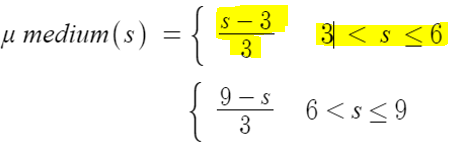 μ medium(s) = { (s − 3)/3    3 < s ≤ 6
{ (9 − s)/3    6 < s ≤ 9